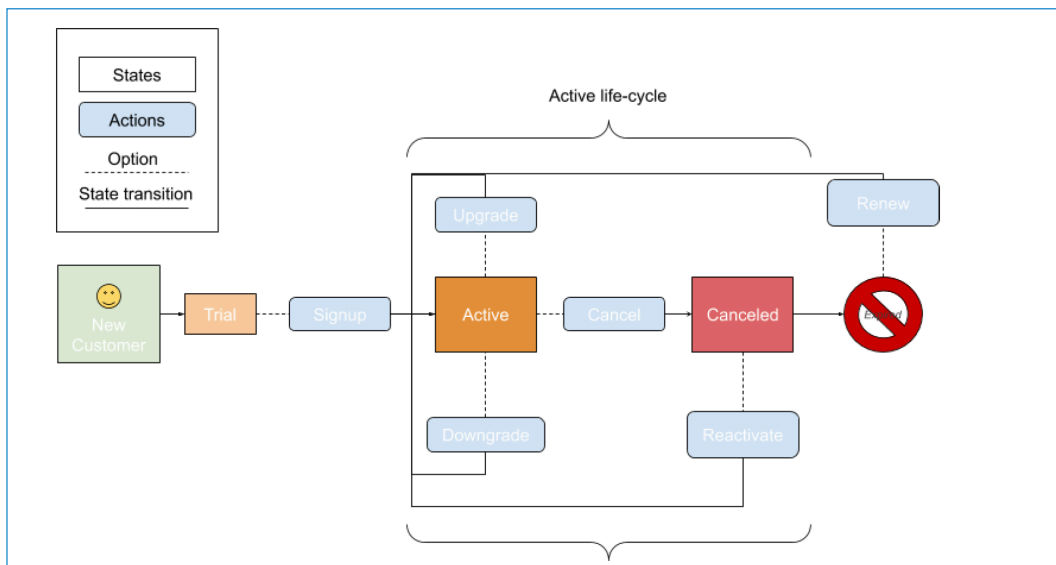 States
Actions
Option
State transition
Active life-cycle
Upgrade
Renew
New
Customer
Trial
Signup
Active
Cancel
Canceled
Expired
Downgrade
Reactivate